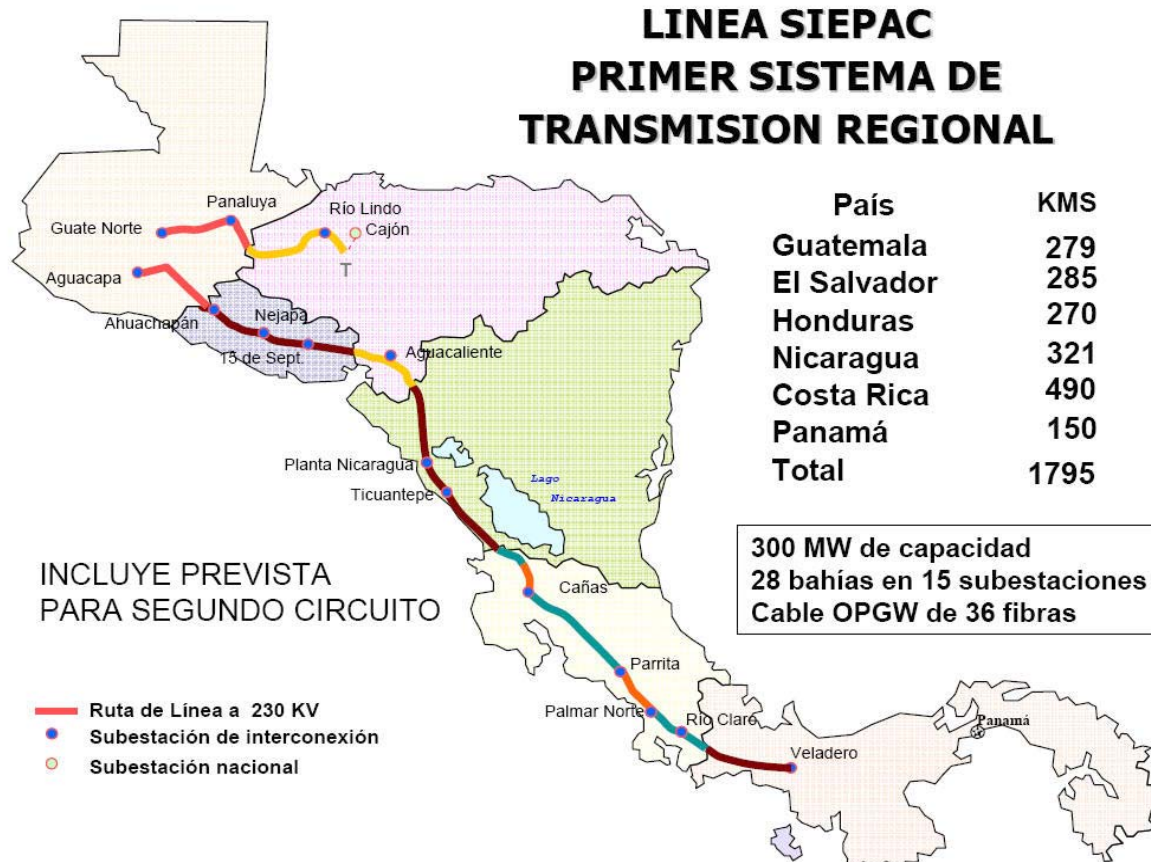 LINEA SIEPAC
PRIMER SISTEMA DE
TRANSMISION REGIONAL
País KMS
Guatemala 279
El Salvador 285
Honduras 270
Nicaragua 321
Costa Rica 490
Panamá 150
Total 1795
300 MW de capacidad
28 bahías en 15 subestaciones
Cable OPGW de 36 fibras
Panaluya
Río Lindo
Guate Norte
Cajón
T
Aguacapa
Ahuachapán
Nejapa
15 de Sept.
Aguacaliente
Planta Nicaragua
Ticuantepe
Lago
Nicaragua
Cañas
Parrita
Palmar Norte
Río Claro
Veladero
Panamá
INCLUYE PREVISTA
PARA SEGUNDO CIRCUITO
Ruta de Línea a 230 KV
Subestación de interconexión
Subestación nacional